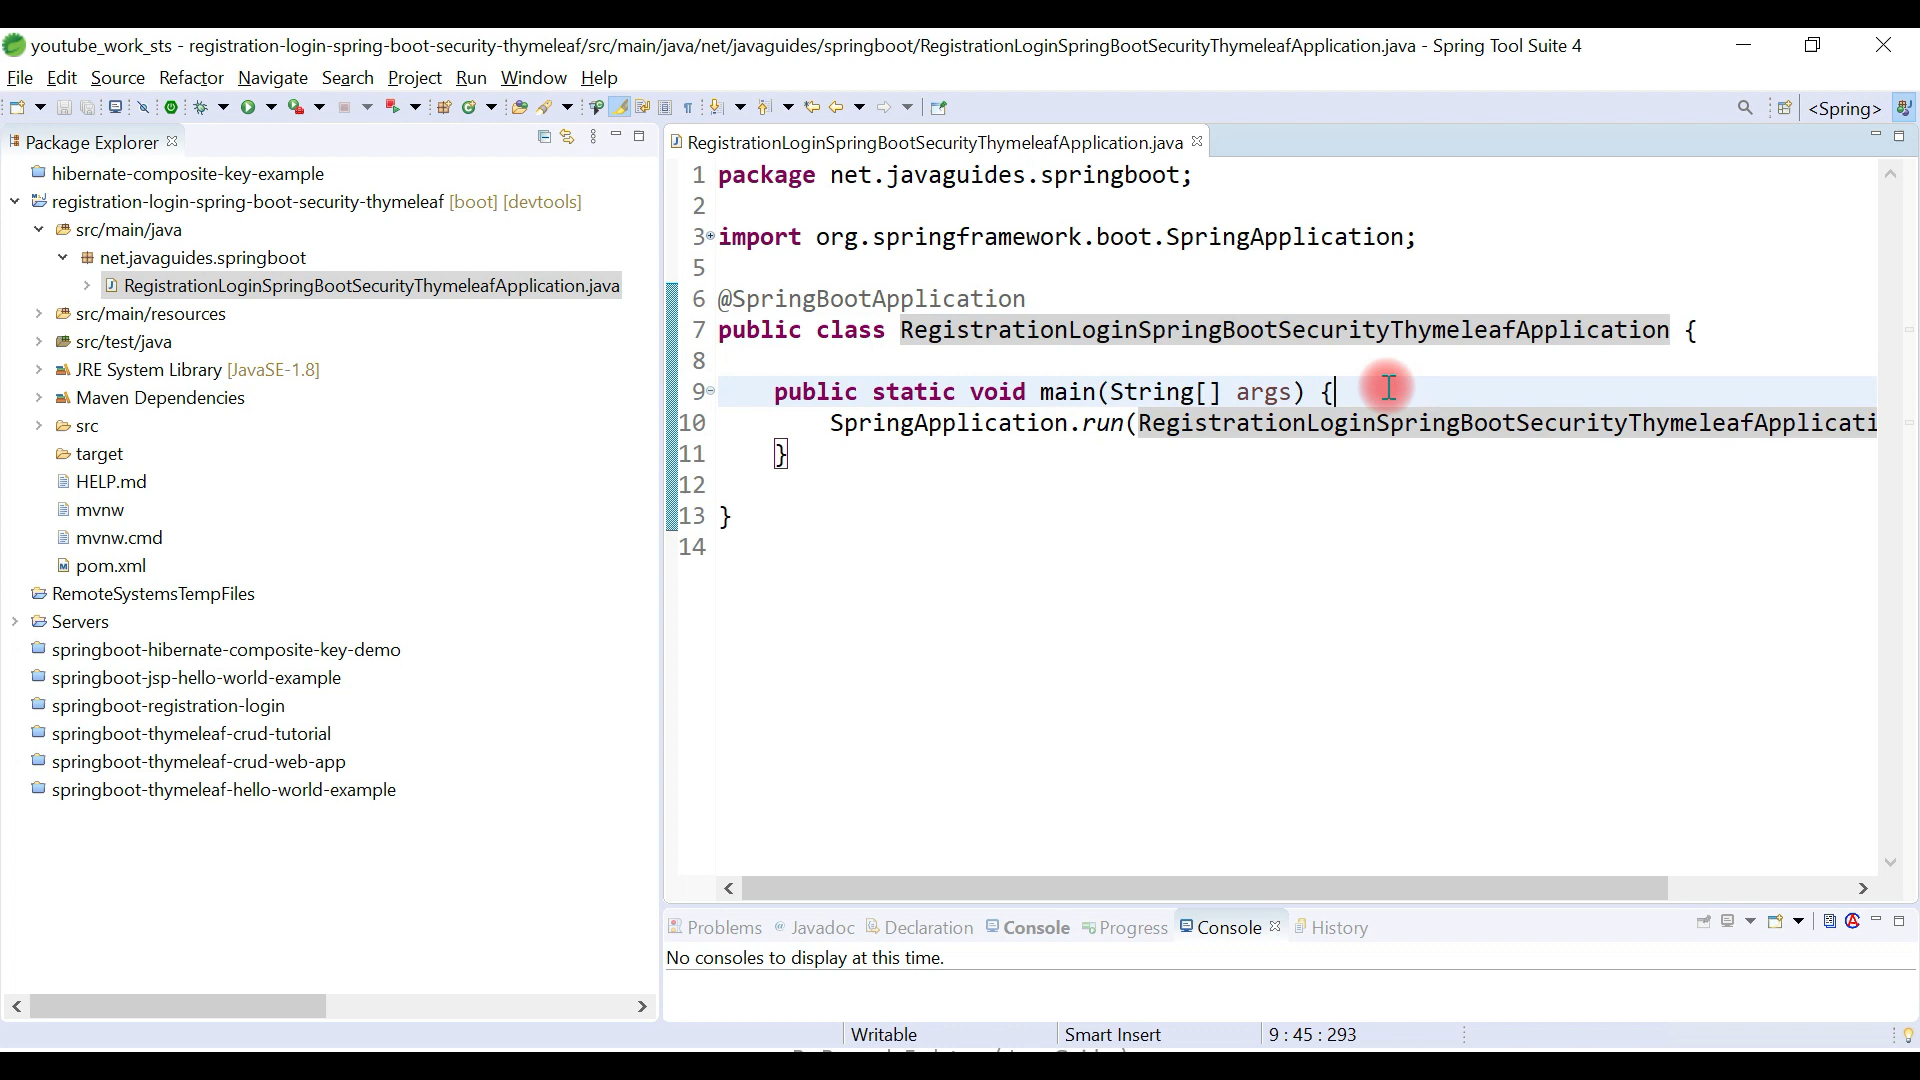 youtube_work_sts - registration-login-spring-boot-security-thymeleaf/src/main/java/net/javaguides/springboot/RegistrationLoginSpringBootSecurityThymeleafApplication.java - Spring Tool Suite 4
File Edit Source Refactor Navigate Search Project Run Window Help
<Spring>
Package Explorer
hibernate-composite-key-example
registration-login-spring-boot-security-thymeleaf [boot] [devtools]
src/main/java
net.javaguides.springboot
RegistrationLoginSpringBootSecurityThymeleafApplication.java
src/main/resources
src/test/java
JRE System Library [JavaSE-1.8]
Maven Dependencies
src
target
HELP.md
mvnw
mvnw.cmd
pom.xml
RemoteSystemsTempFiles
Servers
springboot-hibernate-composite-key-demo
springboot-jsp-hello-world-example
springboot-registration-login
springboot-thymeleaf-crud-tutorial
springboot-thymeleaf-crud-web-app
springboot-thymeleaf-hello-world-example
RegistrationLoginSpringBootSecurityThymeleafApplication.java
1 package net.javaguides.springboot;
2
3 import org.springframework.boot.SpringApplication;
5
6 @SpringBootApplication
7 public class RegistrationLoginSpringBootSecurityThymeleafApplication {
8
9 public static void main(String[] args) {
10 SpringApplication.run(RegistrationLoginSpringBootSecurityThymeleafApplicati
11 }
12
13 }
14
Problems Javadoc Declaration Console Progress Console History
No consoles to display at this time.
Writable Smart Insert 9 : 45 : 293